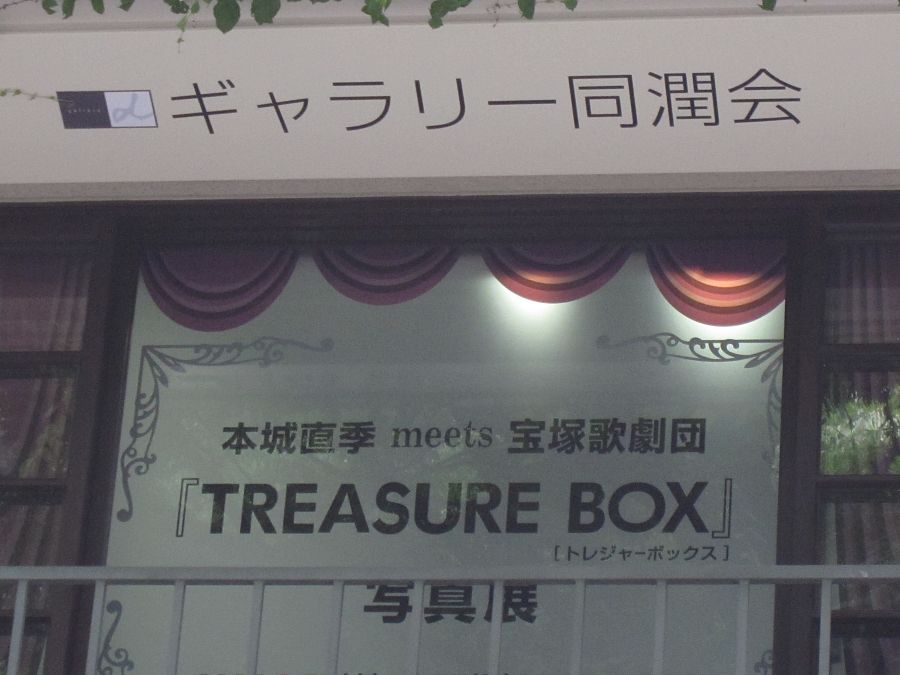 ギャラリー同潤会
本城直季 meets 宝塚歌劇団
『TREASURE BOX』
[トレジャーボックス]
写真展